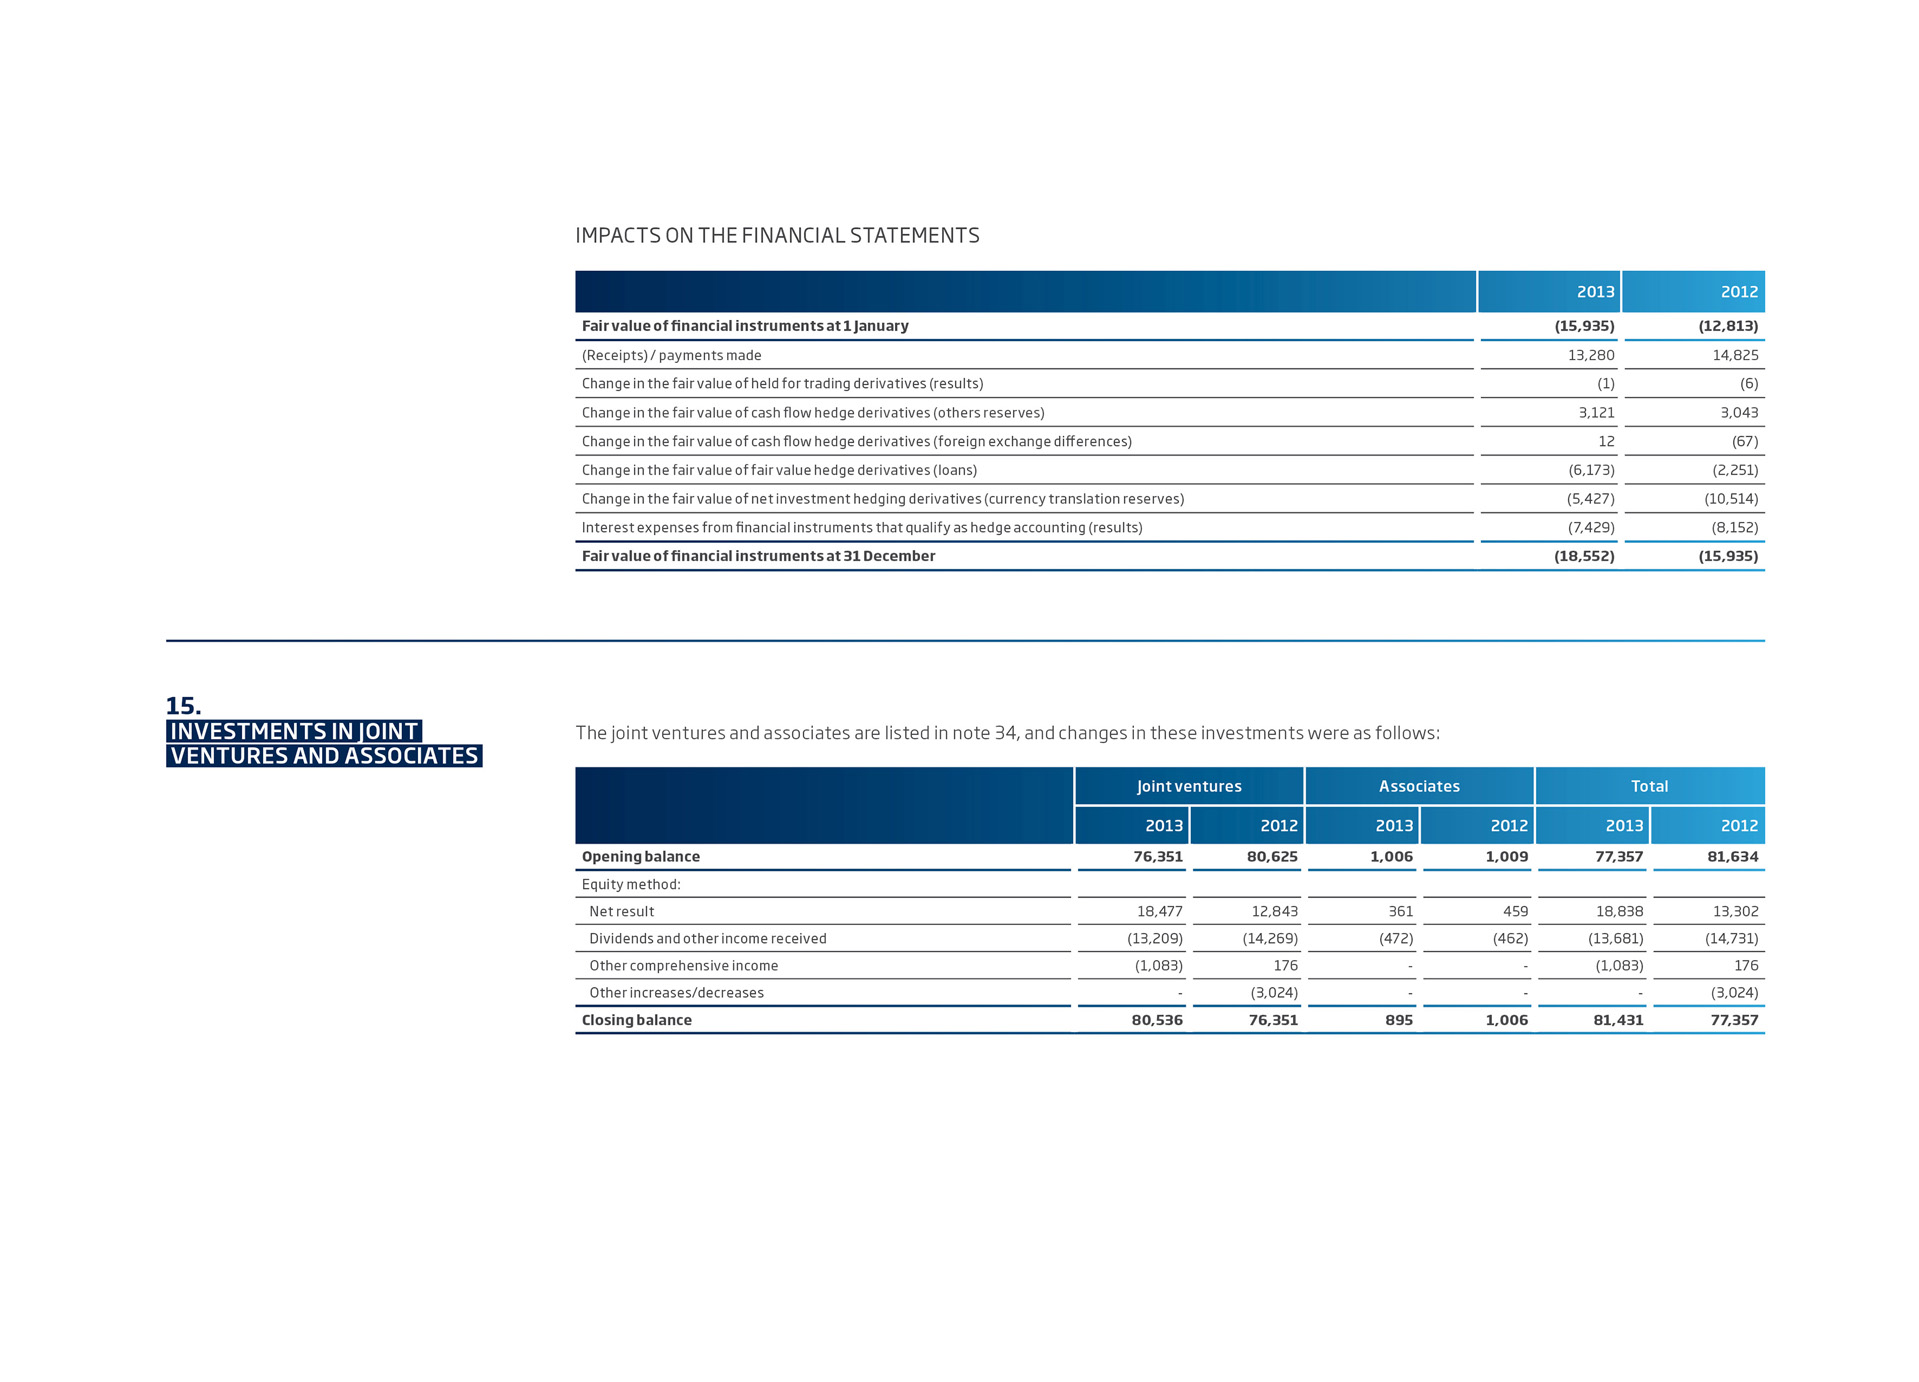 IMPACTS ON THE FINANCIAL STATEMENTS
2013 2012
Fair value of financial instruments at 1 January (15,935) (12,813)
(Receipts) / payments made 13,280 14,825
Change in the fair value of held for trading derivatives (results) (1) (6)
Change in the fair value of cash flow hedge derivatives (others reserves) 3,121 3,043
Change in the fair value of cash flow hedge derivatives (foreign exchange differences) 12 (67)
Change in the fair value of fair value hedge derivatives (loans) (6,173) (2,251)
Change in the fair value of net investment hedging derivatives (currency translation reserves) (5,427) (10,514)
Interest expenses from financial instruments that qualify as hedge accounting (results) (7,429) (8,152)
Fair value of financial instruments at 31 December (18,552) (15,935)
15.
INVESTMENTS IN JOINT
VENTURES AND ASSOCIATES
The joint ventures and associates are listed in note 34, and changes in these investments were as follows:
Joint ventures Associates Total
2013 2012 2013 2012 2013 2012
Opening balance 76,351 80,625 1,006 1,009 77,357 81,634
Equity method:
Net result 18,477 12,843 361 459 18,838 13,302
Dividends and other income received (13,209) (14,269) (472) (462) (13,681) (14,731)
Other comprehensive income (1,083) 176 - - (1,083) 176
Other increases/decreases - (3,024) - - - (3,024)
Closing balance 80,536 76,351 895 1,006 81,431 77,357